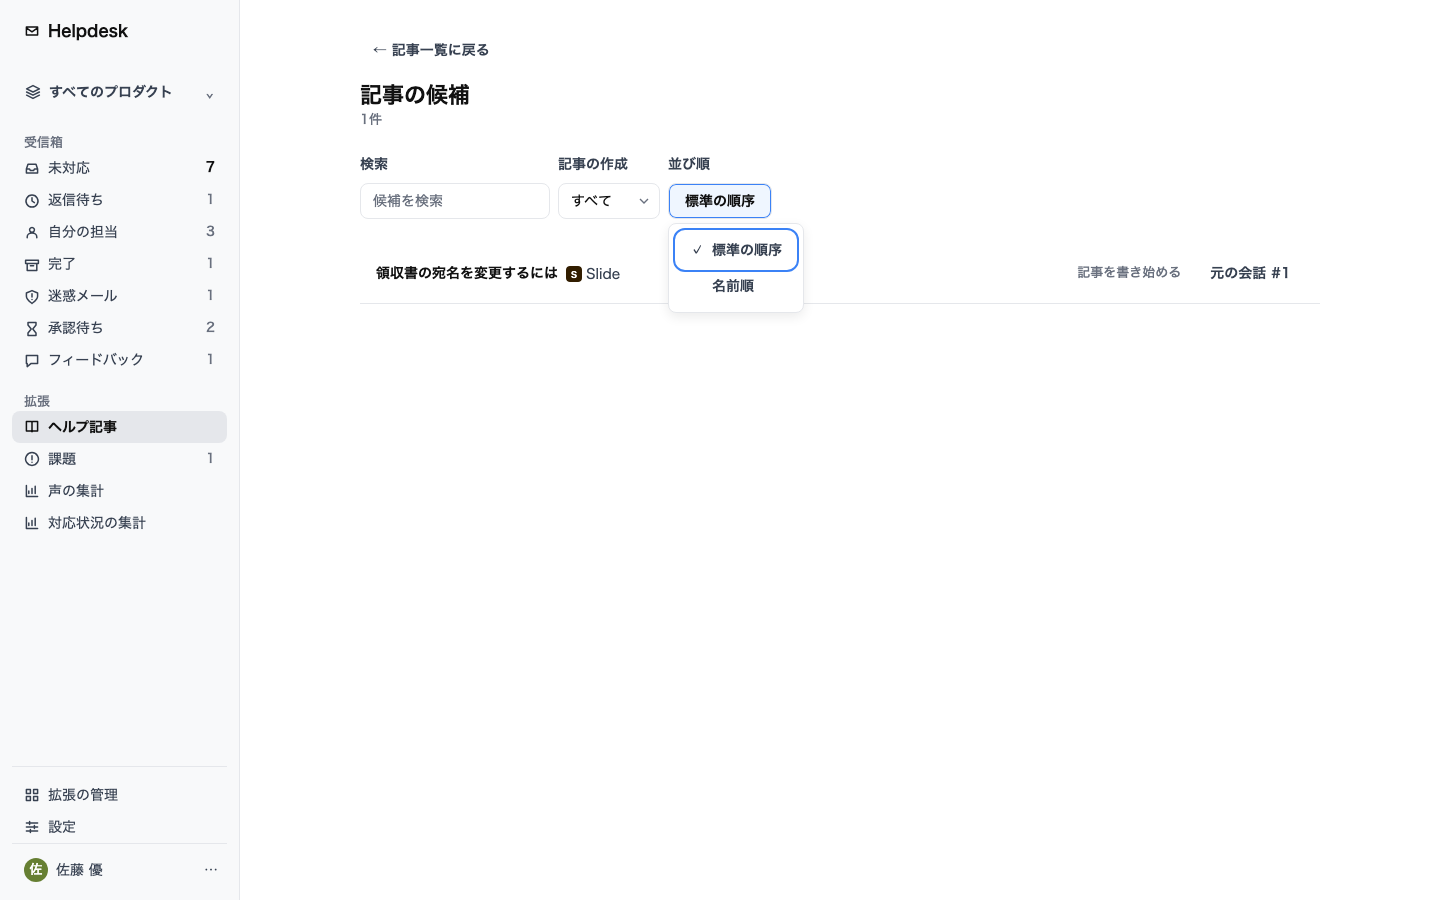 Helpdesk
すべてのプロダクト
受信箱
未対応 7
返信待ち 1
自分の担当 3
完了 1
迷惑メール 1
承認待ち 2
フィードバック 1
拡張
ヘルプ記事
課題 1
声の集計
対応状況の集計
拡張の管理
設定
佐 佐藤 優 …
← 記事一覧に戻る
記事の候補
1件
検索 記事の作成 並び順
候補を検索 すべて 標準の順序
✓ 標準の順序
名前順
領収書の宛名を変更するには S Slide 記事を書き始める 元の会話 #1